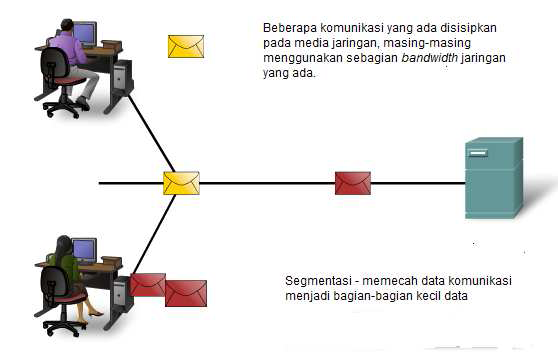 Beberapa komunikasi yang ada disisipkan
pada media jaringan, masing-masing
menggunakan sebagian bandwidth jaringan
yang ada.
Segmentasi - memecah data komunikasi
menjadi bagian-bagian kecil data